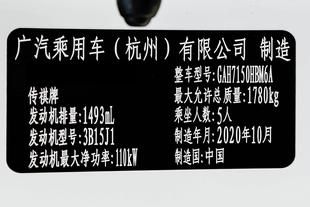 广汽乘用车（杭州）有限公司 制造
整车型号:GAH7150HBM6A
传祺牌 最大允许总质量:1780kg
发动机排量:1493mL 乘坐人数:5人
发动机型号:3B15J1 制造年月:2020年10月
发动机最大净功率:110kW 制造国:中国